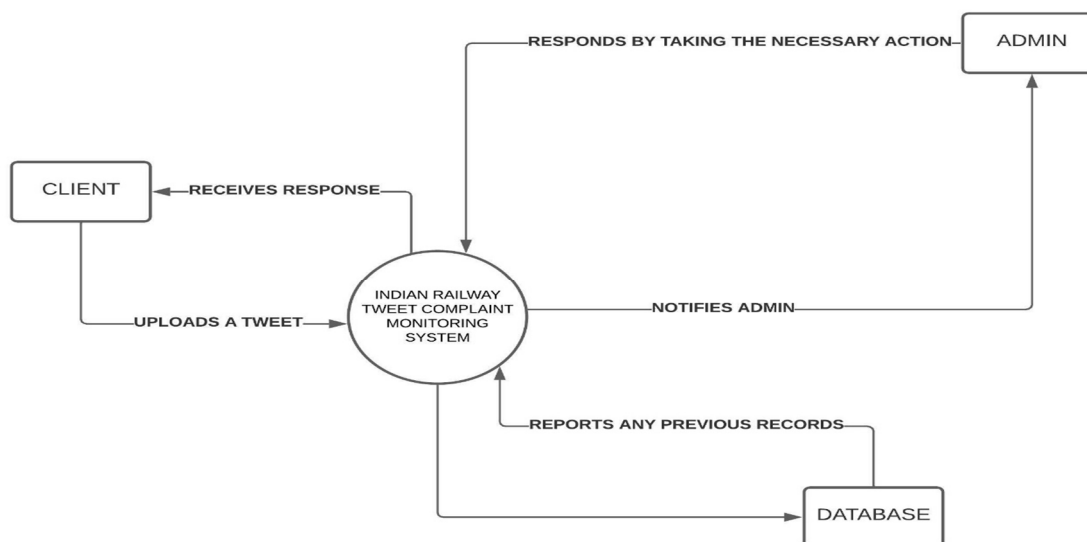 RESPONDS BY TAKING THE NECESSARY ACTION
ADMIN
CLIENT
RECEIVES RESPONSE
INDIAN RAILWAY
TWEET COMPLAINT
MONITORING
SYSTEM
NOTIFIES ADMIN
UPLOADS A TWEET
REPORTS ANY PREVIOUS RECORDS
DATABASE